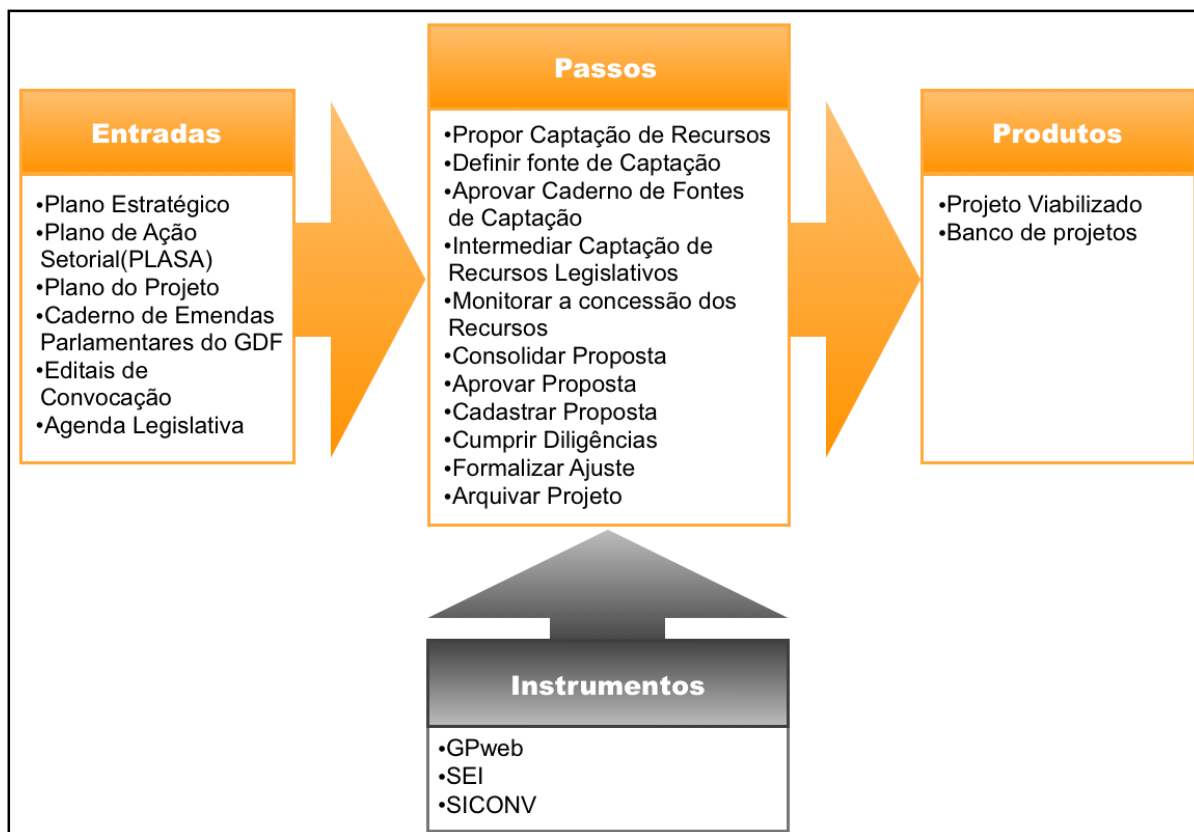 Entradas
•Plano Estratégico
•Plano de Ação
Setorial(PLASA)
•Plano do Projeto
•Caderno de Emendas
Parlamentares do GDF
•Editais de
Convocação
•Agenda Legislativa
Passos
•Propor Captação de Recursos
•Definir fonte de Captação
•Aprovar Caderno de Fontes
de Captação
•Intermediar Captação de
Recursos Legislativos
•Monitorar a concessão dos
Recursos
•Consolidar Proposta
•Aprovar Proposta
•Cadastrar Proposta
•Cumprir Diligências
•Formalizar Ajuste
•Arquivar Projeto
Produtos
•Projeto Viabilizado
•Banco de projetos
Instrumentos
•GPweb
•SEI
•SICONV